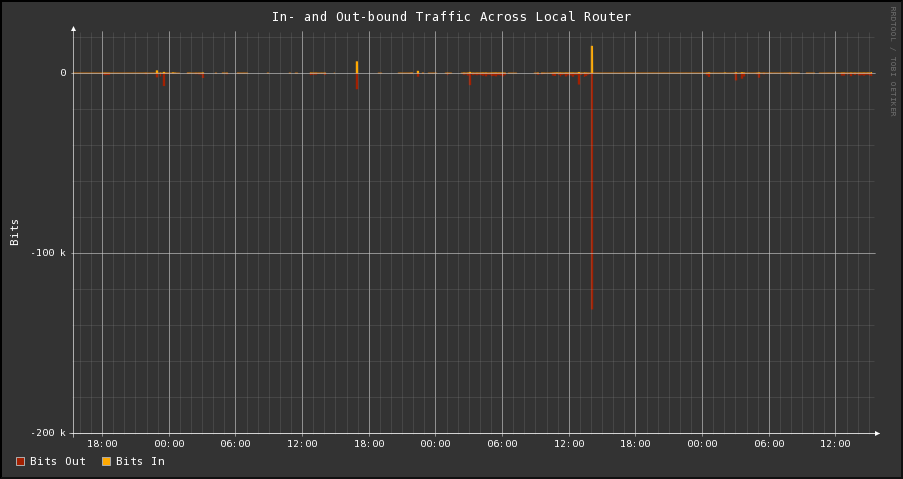 In- and Out-bound Traffic Across Local Router
RRDTOOL / TOBI OETIKER
Bits
0
-100 k
-200 k
18:00 00:00 06:00 12:00 18:00 00:00 06:00 12:00 18:00 00:00 06:00 12:00
Bits Out Bits In